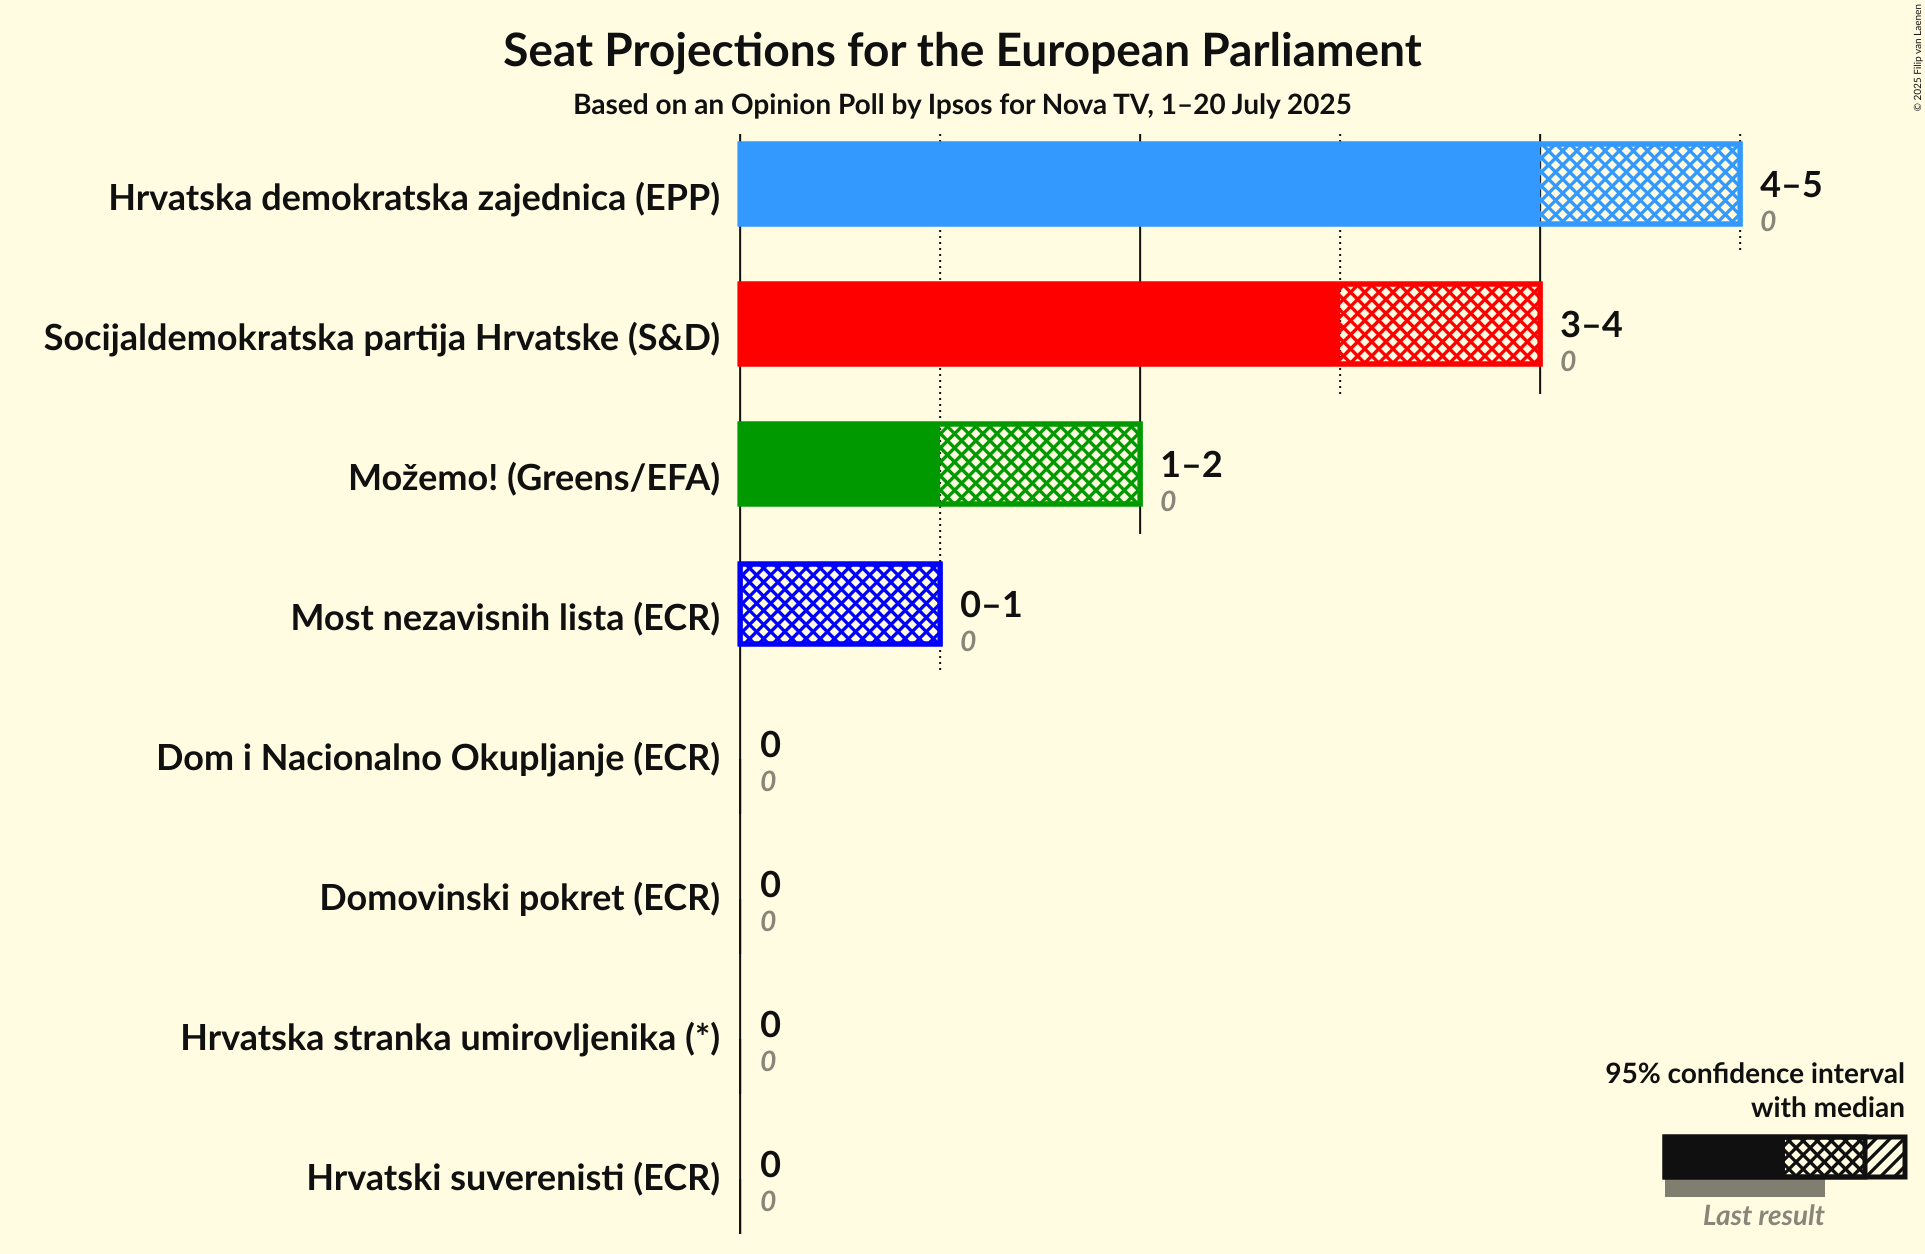 Seat Projections for the European Parliament
Based on an Opinion Poll by Ipsos for Nova TV, 1–20 July 2025
© 2025 Filip van Laenen
Hrvatska demokratska zajednica (EPP)
4–5
0
Socijaldemokratska partija Hrvatske (S&D)
3–4
0
Možemo! (Greens/EFA)
1–2
0
Most nezavisnih lista (ECR)
0–1
0
Dom i Nacionalno Okupljanje (ECR)
0
0
Domovinski pokret (ECR)
0
0
Hrvatska stranka umirovljenika (*)
0
0
Hrvatski suverenisti (ECR)
0
0
95% confidence interval
with median
Last result